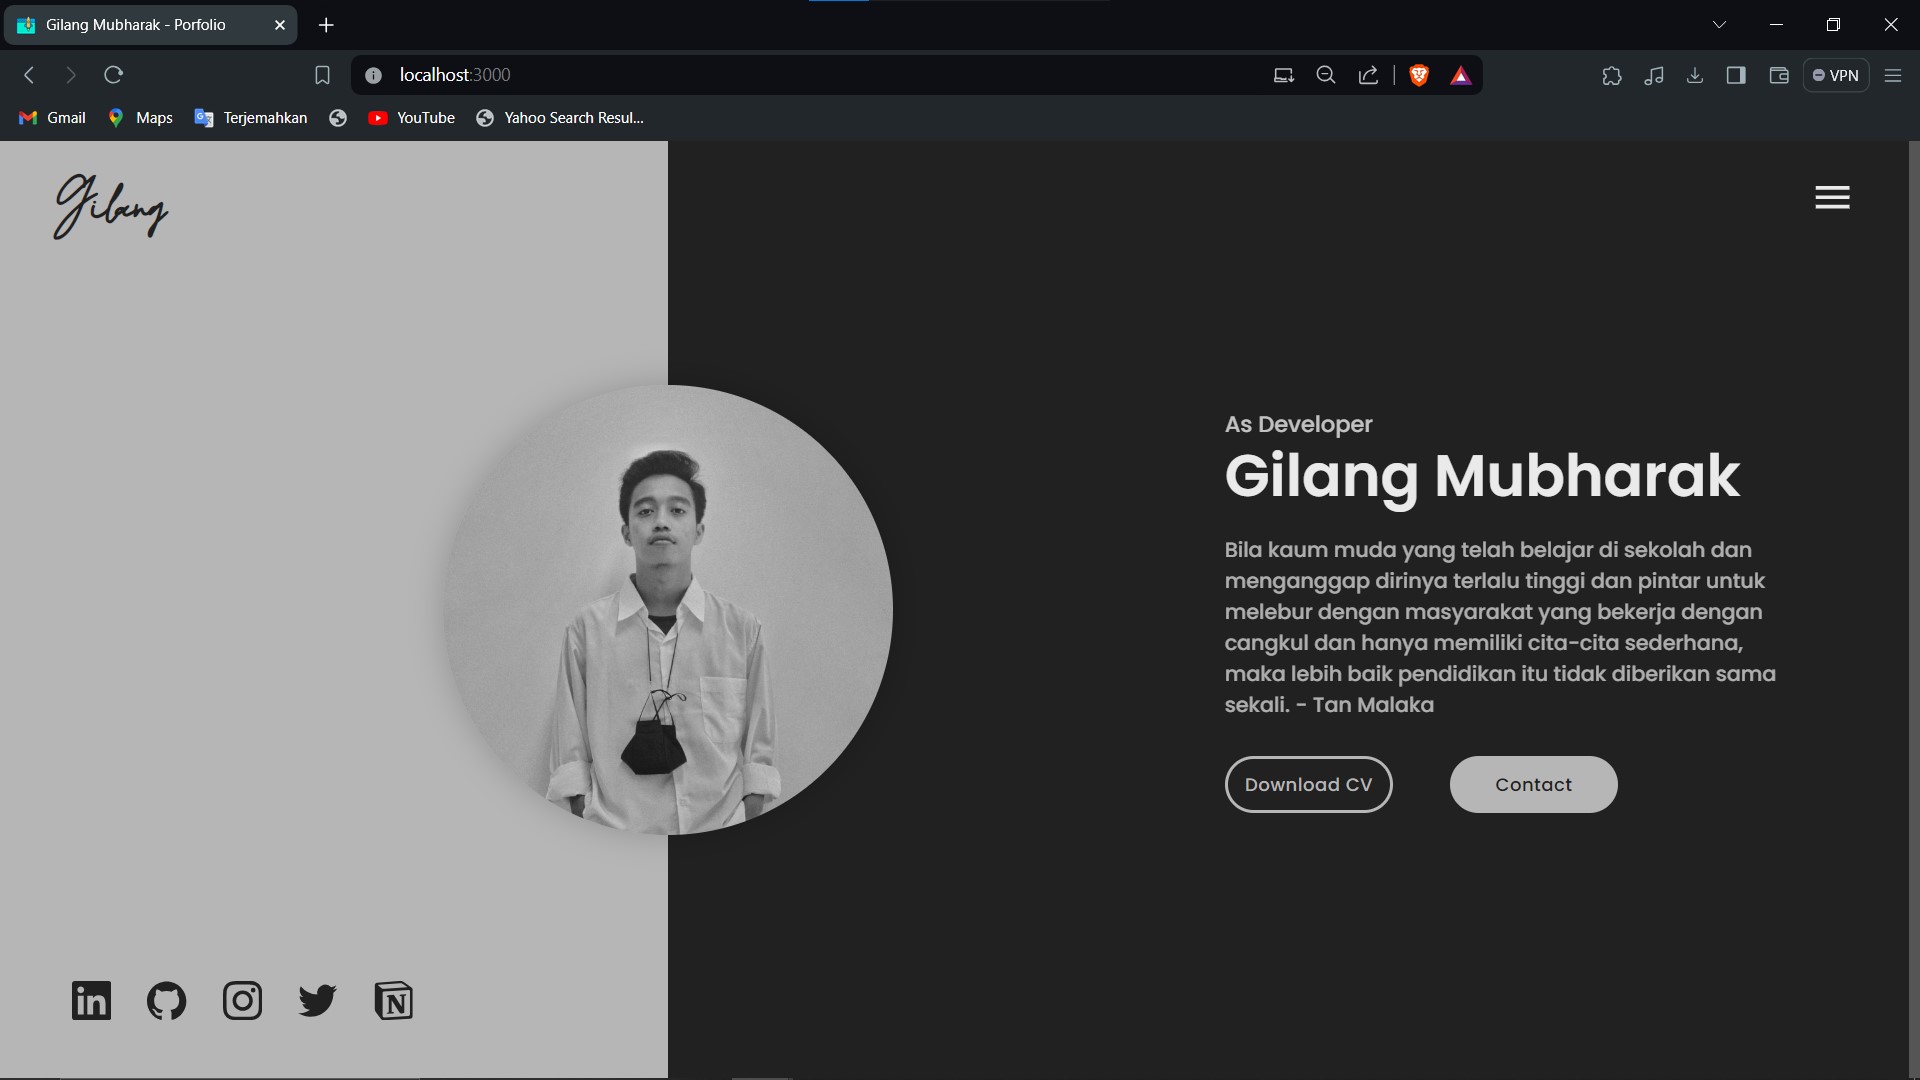 Gilang Mubharak - Porfolio
localhost:3000
VPN
Gmail
Maps
Terjemahkan
YouTube
Yahoo Search Resul...
Gilang
As Developer
Gilang Mubharak
Bila kaum muda yang telah belajar di sekolah dan
menganggap dirinya terlalu tinggi dan pintar untuk
melebur dengan masyarakat yang bekerja dengan
cangkul dan hanya memiliki cita-cita sederhana,
maka lebih baik pendidikan itu tidak diberikan sama
sekali. - Tan Malaka
Download CV
Contact
in
N